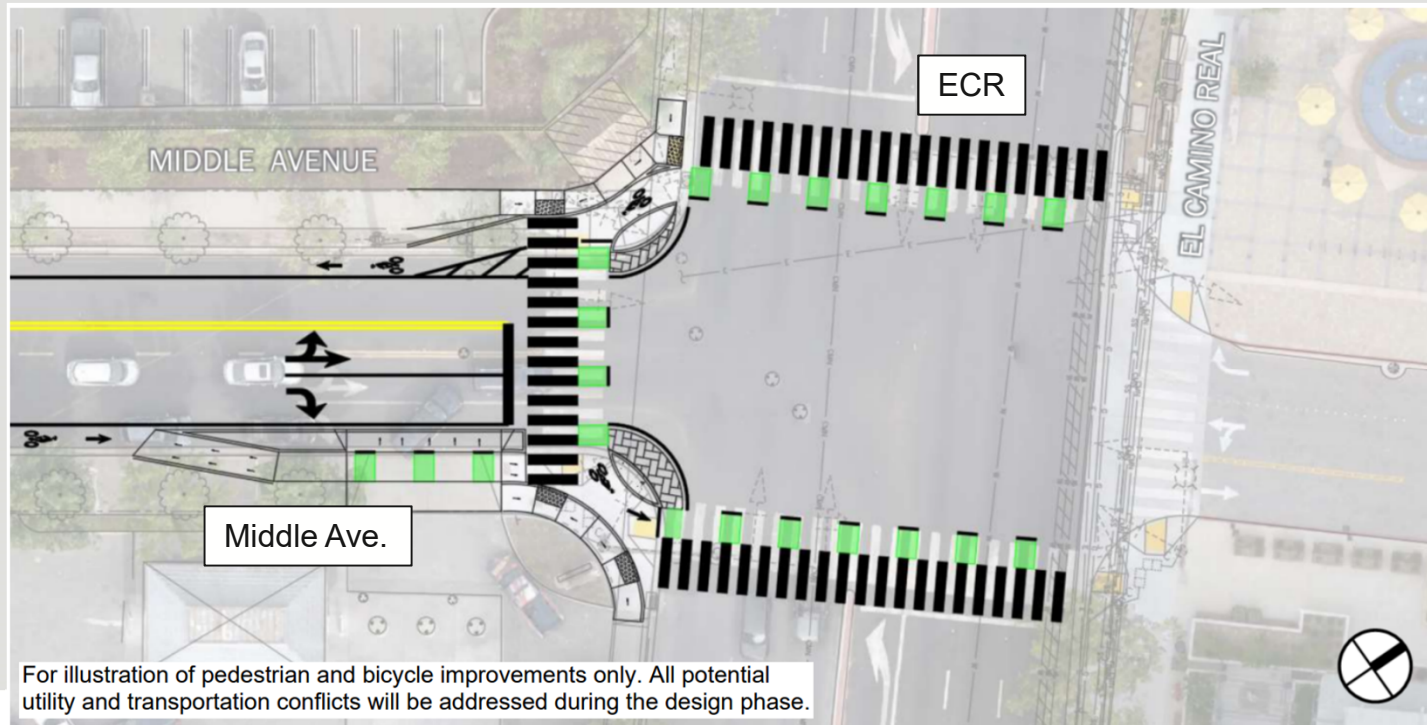 ECR
EL CAMINO REAL
MIDDLE AVENUE
Middle Ave.
For illustration of pedestrian and bicycle improvements only. All potential
utility and transportation conflicts will be addressed during the design phase.